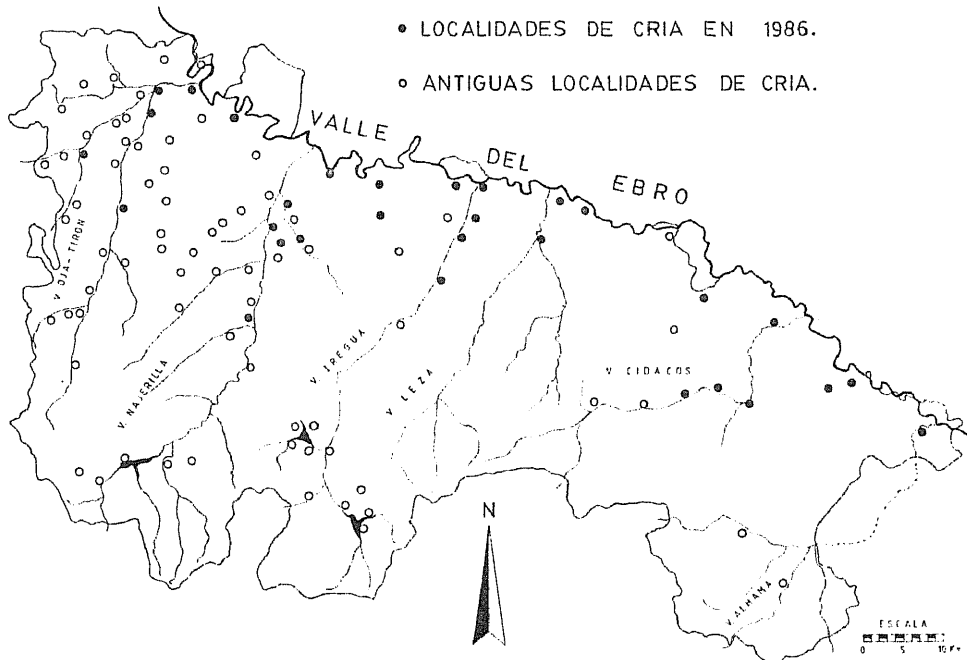 • LOCALIDADES DE CRIA EN 1986.
○ ANTIGUAS LOCALIDADES DE CRIA.
VALLE DEL EBRO
V OJA-TIRON
V. NAJERILLA
V. IREGUA
V LEZA
V CIDACOS
V. ALHAMA
N
ESCALA
0 5 10 Km